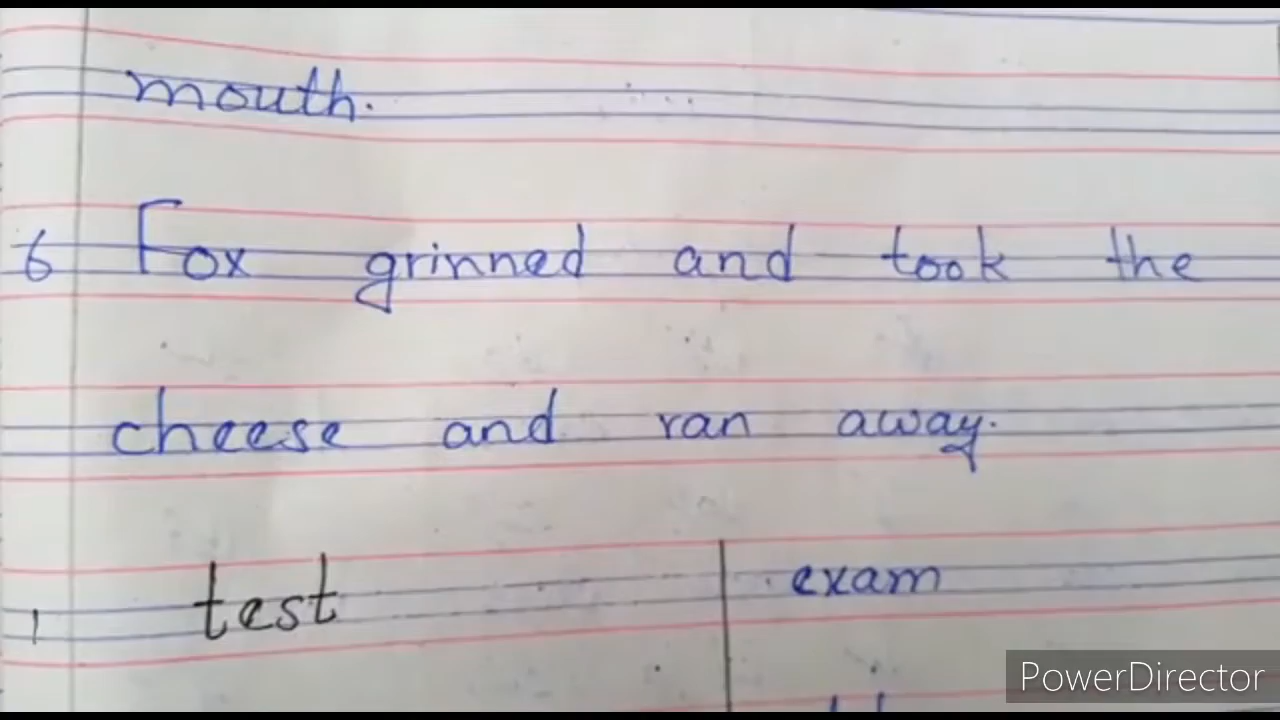 mouth.
6 Fox grinned and took the
cheese and ran away.
1 test exam
PowerDirector